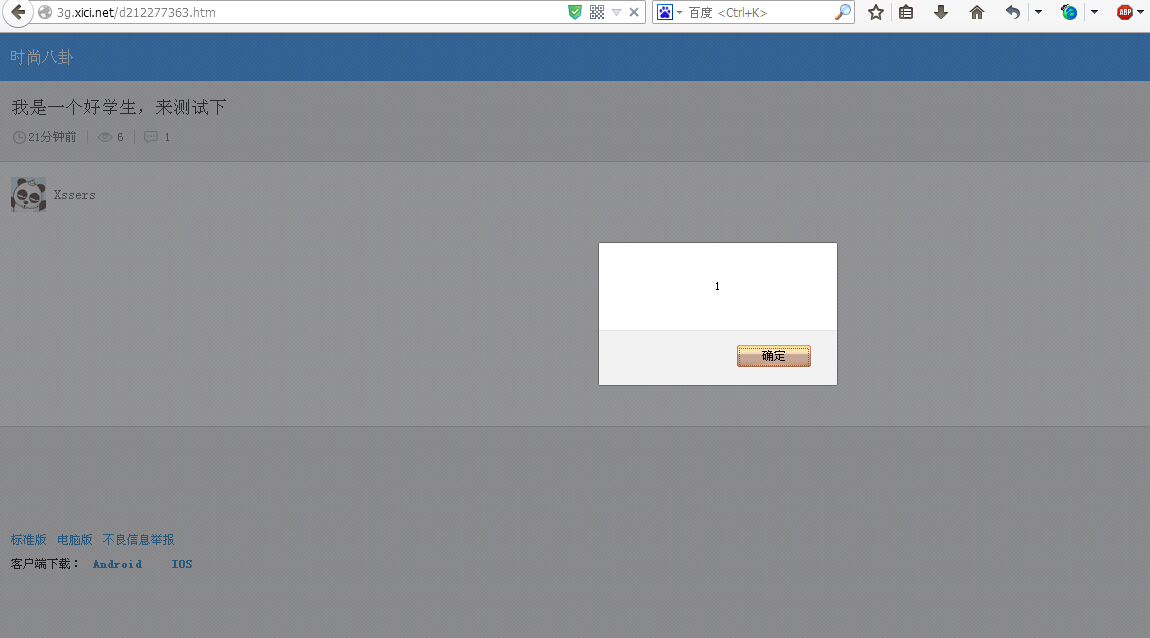 3g.xici.net/d212277363.htm 百度 <Ctrl+K> ABP
时尚八卦
我是一个好学生，来测试下
21分钟前 6 1
Xssers
1
确定
标准版 电脑版 不良信息举报
客户端下载： Android IOS